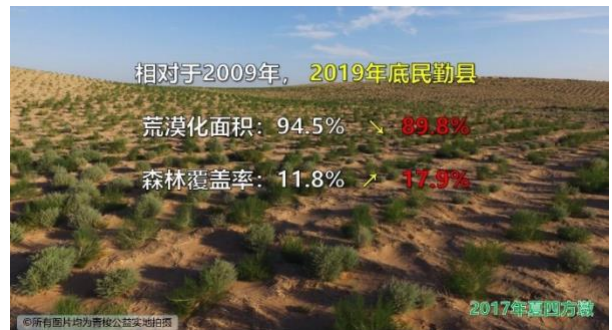 相对于2009年，2019年底民勤县
荒漠化面积：94.5% ↘ 89.8%
森林覆盖率：11.8% ↗ 17.9%
2017年夏四方墩
©所有图片均为青梭公益实地拍摄